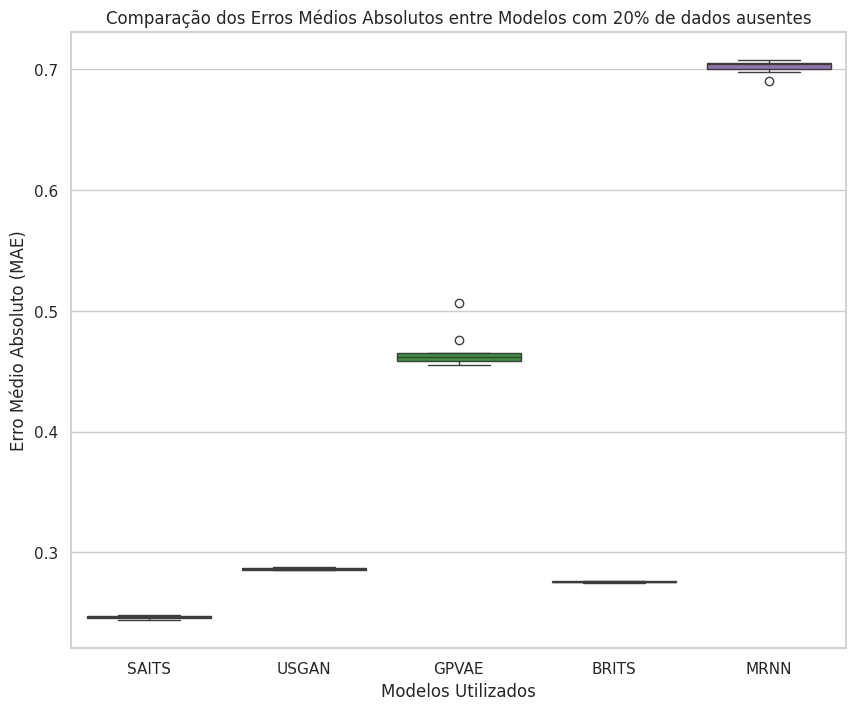 Comparação dos Erros Médios Absolutos entre Modelos com 20% de dados ausentes
Erro Médio Absoluto (MAE)
0.7
0.6
0.5
0.4
0.3
SAITS USGAN GPVAE BRITS MRNN
Modelos Utilizados